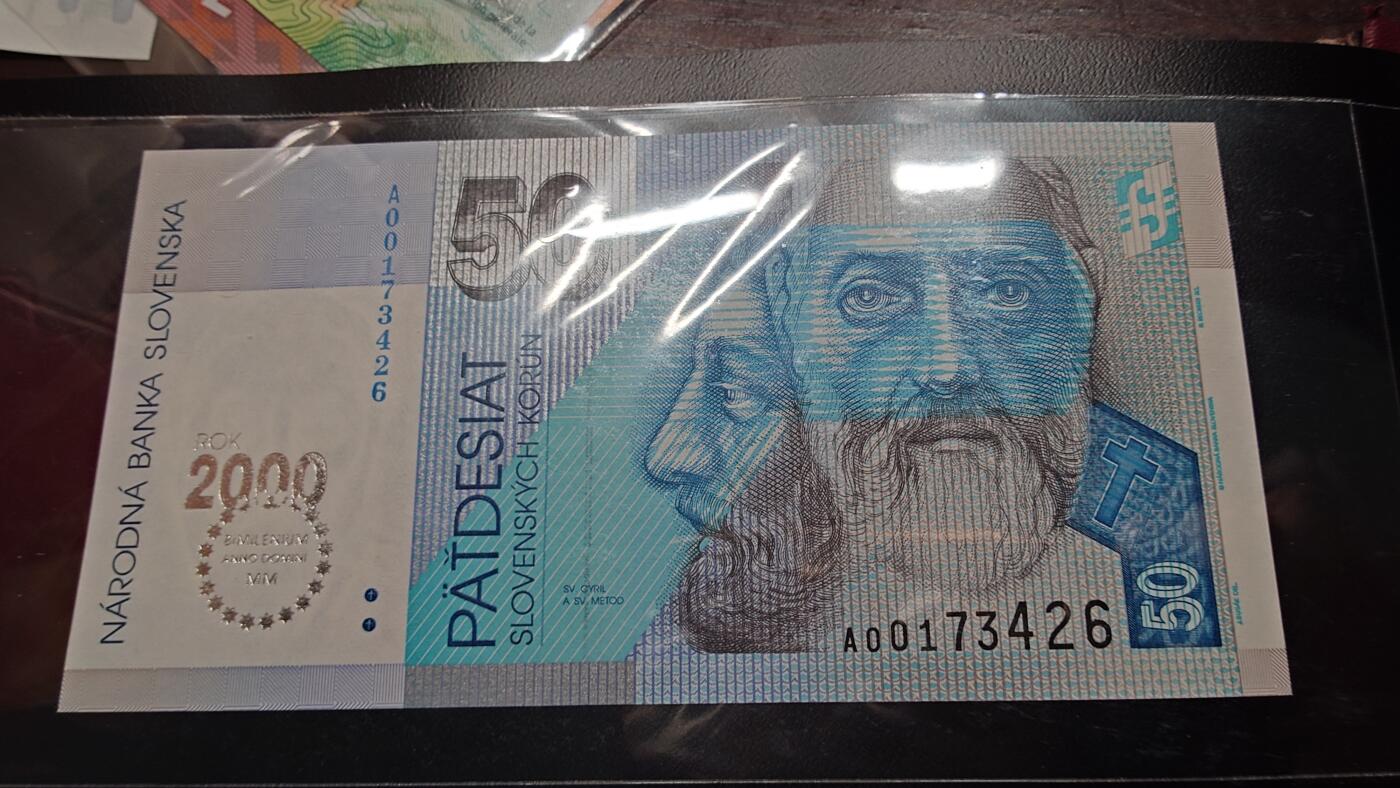 NÁRODNÁ BANKA SLOVENSKA
A00173426
ROK
2000
BIMILENIUM
ANNO DOMINI
MM
50
PÄŤDESIAT
SLOVENSKÝCH KORÚN
SV. CYRIL
A SV. METOD
A00173426
50